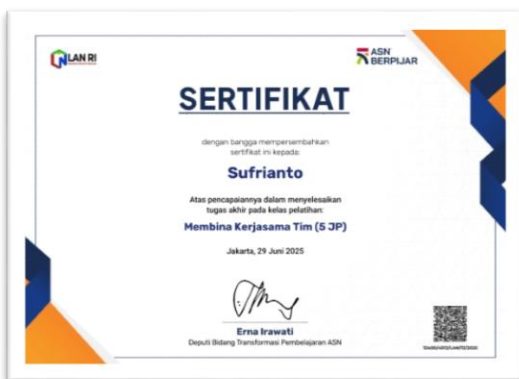 LAN RI
ASN
BERPIJAR
SERTIFIKAT
dengan bangga mempersembahkan
sertifikat ini kepada:
Sufrianto
Atas pencapaiannya dalam menyelesaikan
tugas akhir pada kelas pelatihan:
Membina Kerjasama Tim (5 JP)
Jakarta, 29 Juni 2025
Erna Irawati
Deputi Bidang Transformasi Pembelajaran ASN